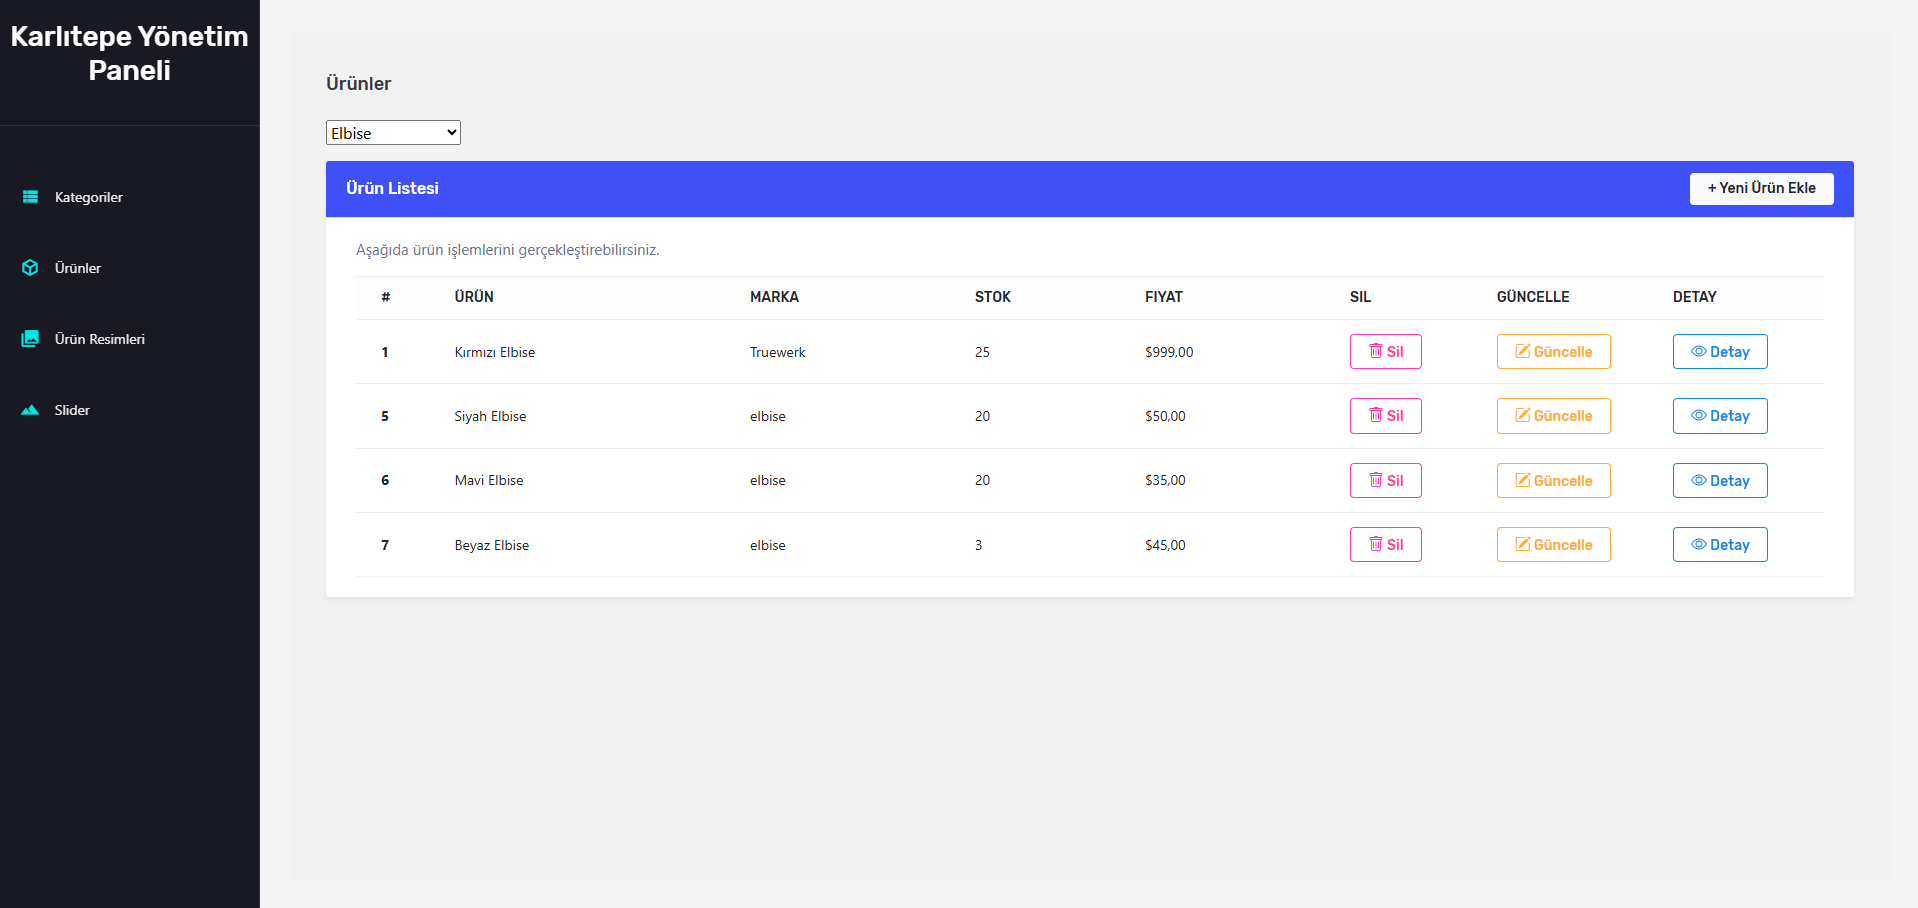 Karlıtepe Yönetim
Paneli
Kategoriler
Ürünler
Ürün Resimleri
Slider
Ürünler
Elbise
Ürün Listesi
+ Yeni Ürün Ekle
Aşağıda ürün işlemlerini gerçekleştirebilirsiniz.
# ÜRÜN MARKA STOK FIYAT SIL GÜNCELLE DETAY
1 Kırmızı Elbise Truewerk 25 $999,00 Sil Güncelle Detay
5 Siyah Elbise elbise 20 $50,00 Sil Güncelle Detay
6 Mavi Elbise elbise 20 $35,00 Sil Güncelle Detay
7 Beyaz Elbise elbise 3 $45,00 Sil Güncelle Detay